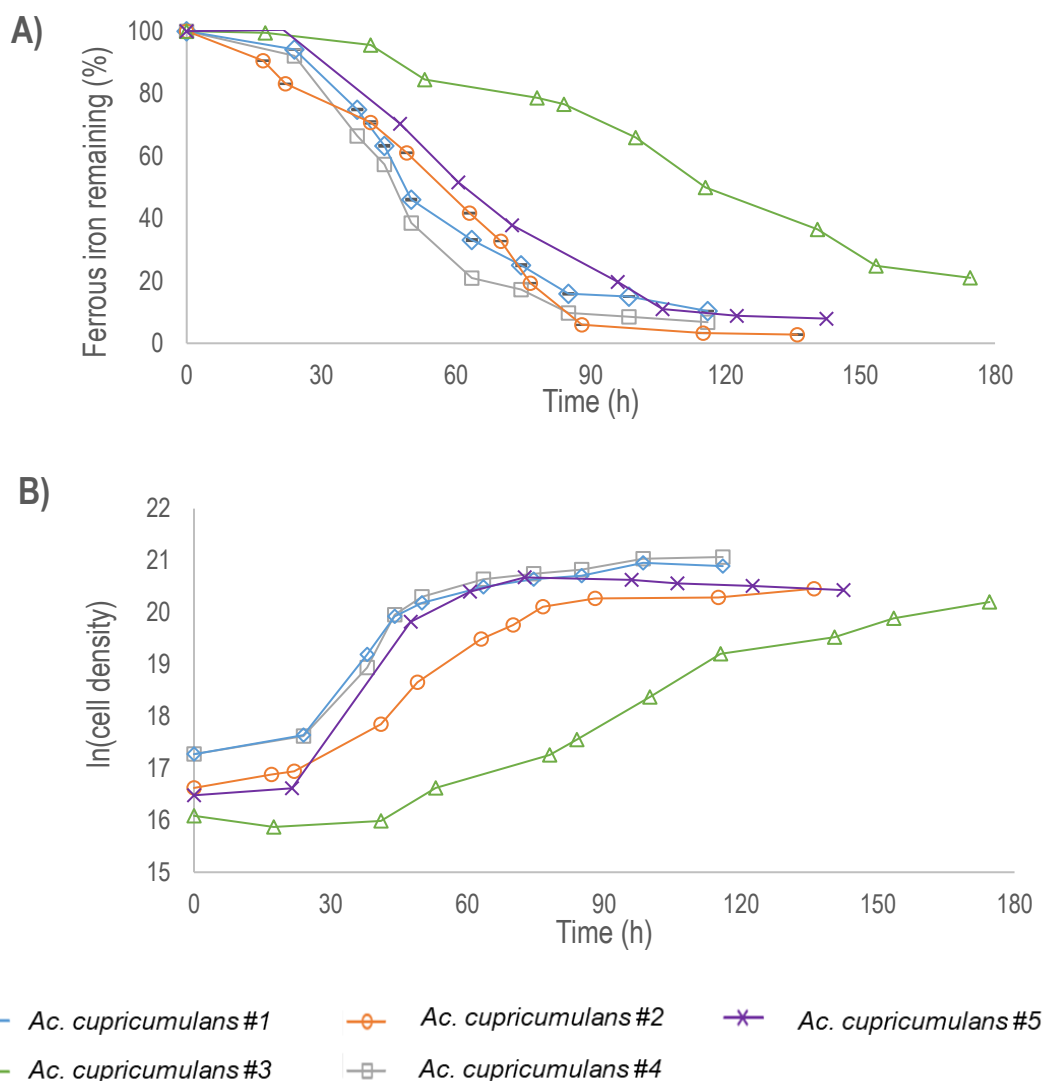 A)
Ferrous iron remaining (%)
100
80
60
40
20
0
0 30 60 90 120 150 180
Time (h)
B)
ln(cell density)
22
21
20
19
18
17
16
15
0 30 60 90 120 150 180
Time (h)
Ac. cupricumulans #1 Ac. cupricumulans #2 Ac. cupricumulans #5
Ac. cupricumulans #3 Ac. cupricumulans #4